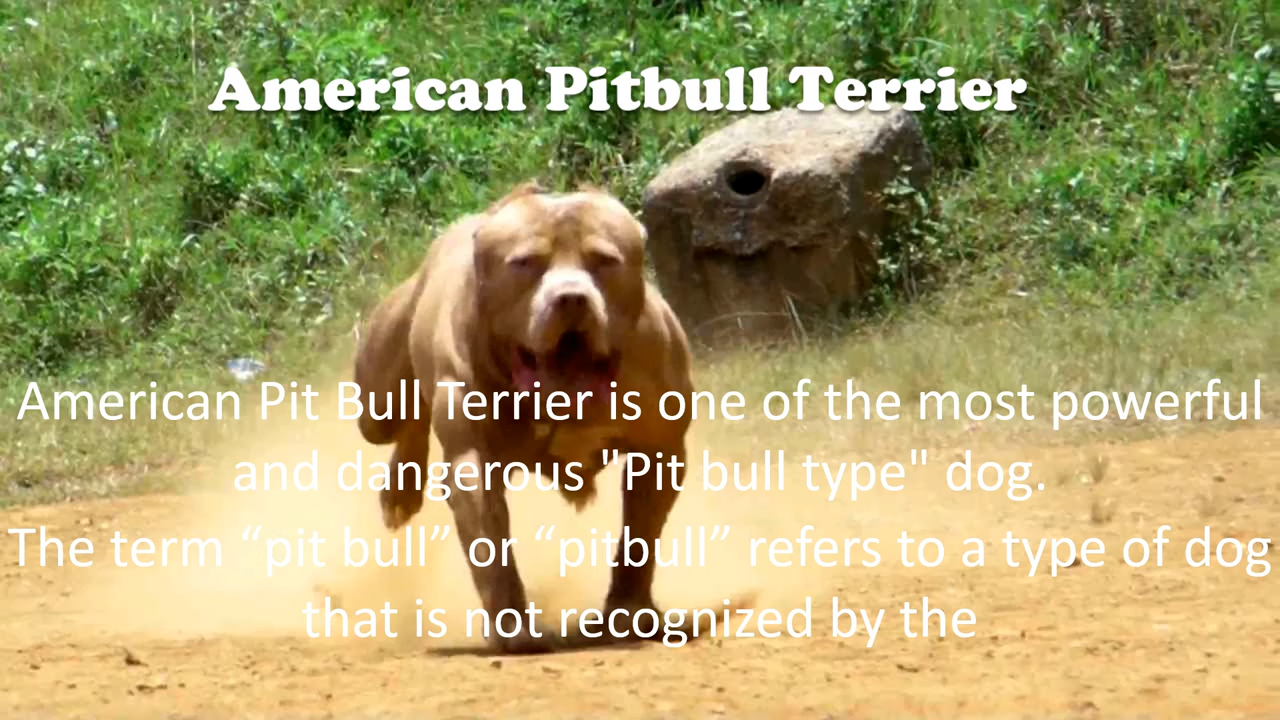 American Pitbull Terrier
American Pit Bull Terrier is one of the most powerful
and dangerous "Pit bull type" dog.
The term “pit bull” or “pitbull” refers to a type of dog
that is not recognized by the